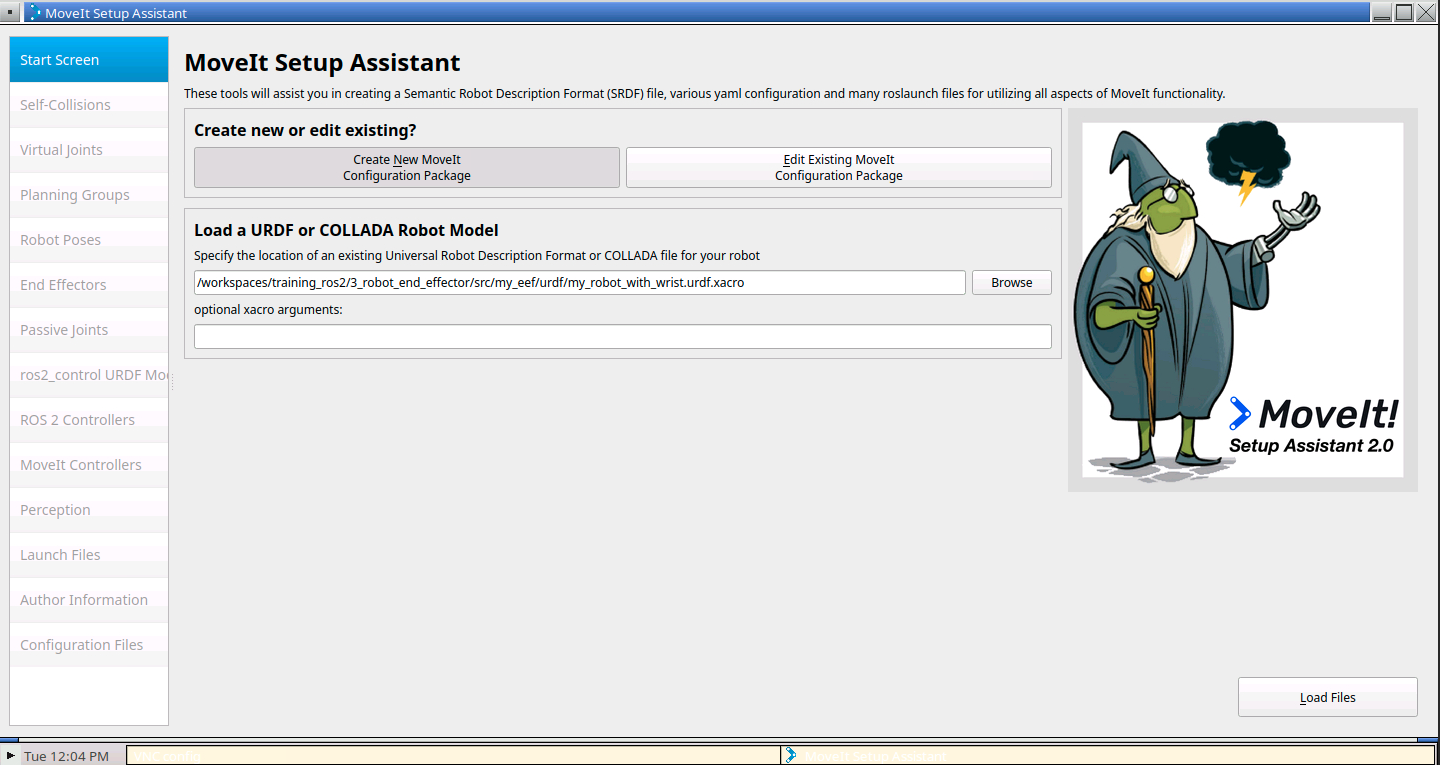 MoveIt Setup Assistant
Start Screen
Self-Collisions
Virtual Joints
Planning Groups
Robot Poses
End Effectors
Passive Joints
ros2_control URDF Mo
ROS 2 Controllers
MoveIt Controllers
Perception
Launch Files
Author Information
Configuration Files
MoveIt Setup Assistant
These tools will assist you in creating a Semantic Robot Description Format (SRDF) file, various yaml configuration and many roslaunch files for utilizing all aspects of MoveIt functionality.
Create new or edit existing?
Create New MoveIt
Configuration Package
Edit Existing MoveIt
Configuration Package
Load a URDF or COLLADA Robot Model
Specify the location of an existing Universal Robot Description Format or COLLADA file for your robot
/workspaces/training_ros2/3_robot_end_effector/src/my_eef/urdf/my_robot_with_wrist.urdf.xacro
Browse
optional xacro arguments:
MoveIt!
Setup Assistant 2.0
Load Files
Tue 12:04 PM
MoveIt Setup Assistant